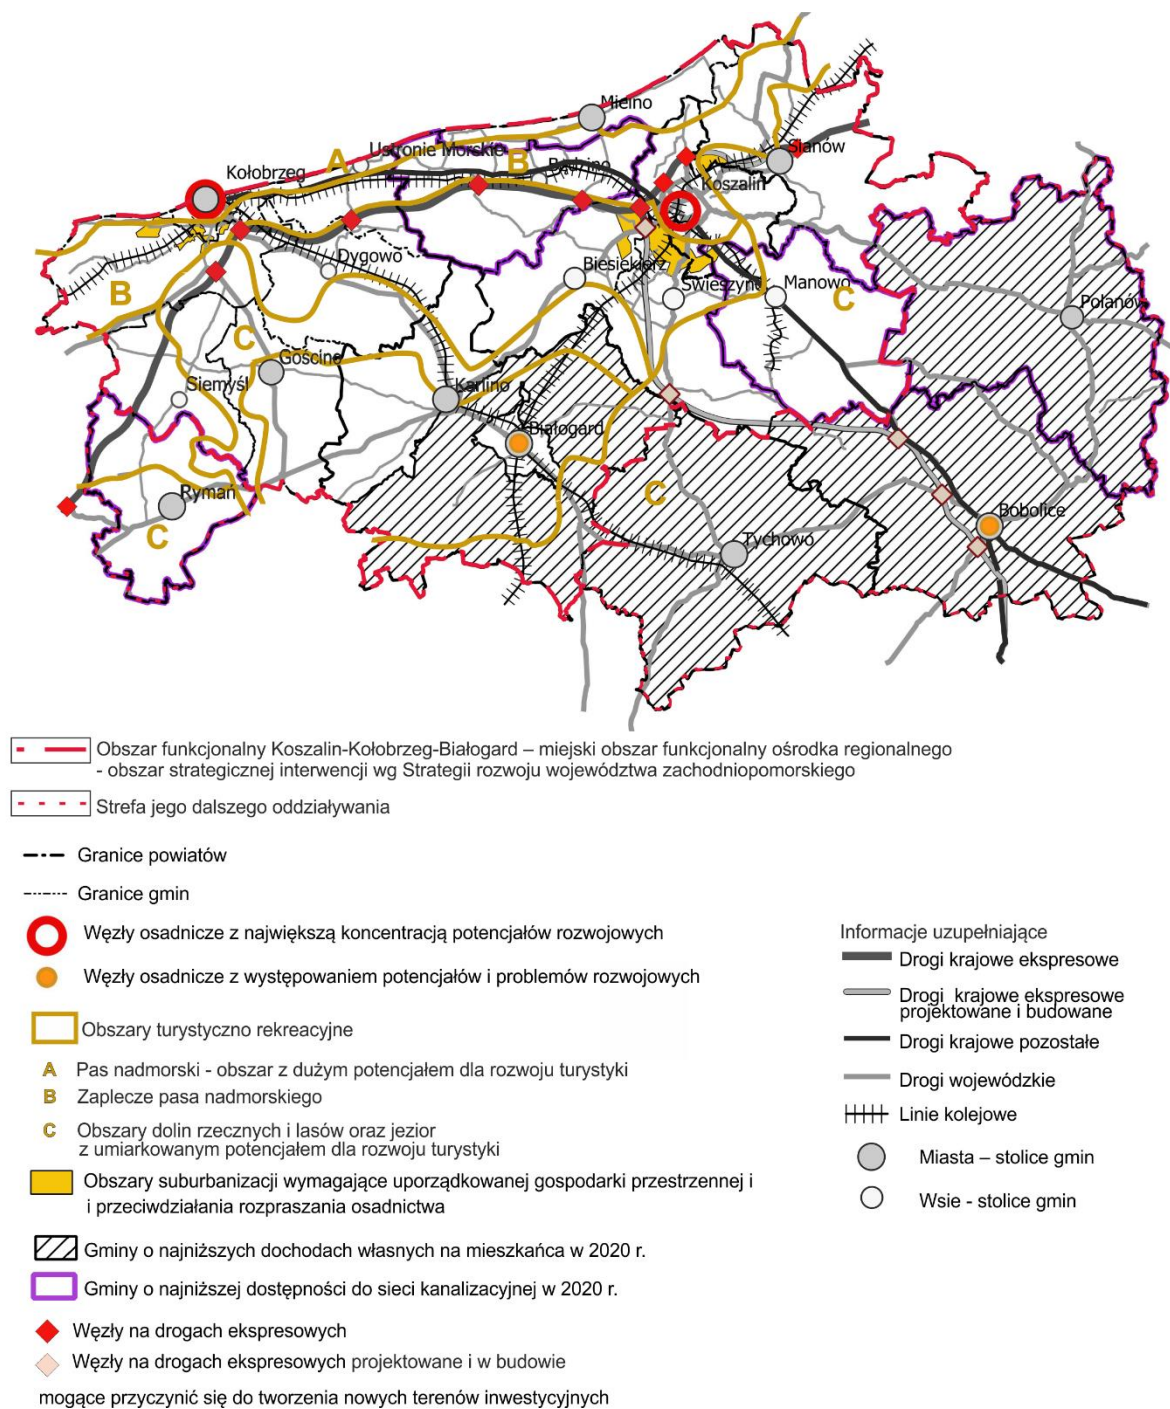 Mielno
Sianów
Ustronie Morskie
A
B
Będzino
Kołobrzeg
Koszalin
Dygowo
Biesiekierz
Świeszyno
Manowo
C
Polanów
B
C
Gościno
Siemyśl
Karlino
Białogard
C
Rymań
C
Tychowo
Bobolice
Obszar funkcjonalny Koszalin-Kołobrzeg-Białogard – miejski obszar funkcjonalny ośrodka regionalnego
- obszar strategicznej interwencji wg Strategii rozwoju województwa zachodniopomorskiego
Strefa jego dalszego oddziaływania
Granice powiatów
Granice gmin
Węzły osadnicze z największą koncentracją potencjałów rozwojowych
Węzły osadnicze z występowaniem potencjałów i problemów rozwojowych
Obszary turystyczno rekreacyjne
A Pas nadmorski - obszar z dużym potencjałem dla rozwoju turystyki
B Zaplecze pasa nadmorskiego
C Obszary dolin rzecznych i lasów oraz jezior
z umiarkowanym potencjałem dla rozwoju turystyki
Obszary suburbanizacji wymagające uporządkowanej gospodarki przestrzennej i
i przeciwdziałania rozpraszania osadnictwa
Gminy o najniższych dochodach własnych na mieszkańca w 2020 r.
Gminy o najniższej dostępności do sieci kanalizacyjnej w 2020 r.
Węzły na drogach ekspresowych
Węzły na drogach ekspresowych projektowane i w budowie
mogące przyczynić się do tworzenia nowych terenów inwestycyjnych
Informacje uzupełniające
Drogi krajowe ekspresowe
Drogi krajowe ekspresowe
projektowane i budowane
Drogi krajowe pozostałe
Drogi wojewódzkie
Linie kolejowe
Miasta – stolice gmin
Wsie - stolice gmin